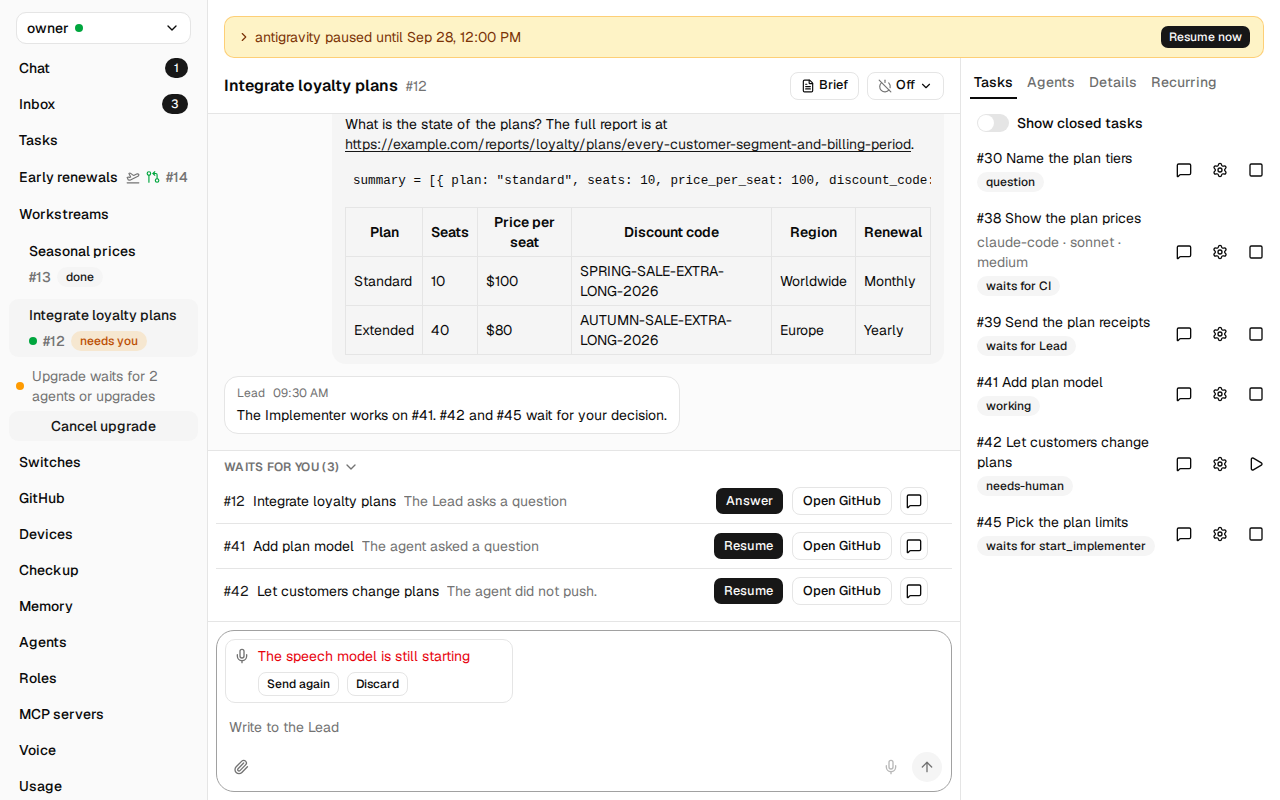 owner
Chat 1
Inbox 3
Tasks
Early renewals #14
Workstreams
Seasonal prices
#13 done
Integrate loyalty plans
#12 needs you
Upgrade waits for 2
agents or upgrades
Cancel upgrade
Switches
GitHub
Devices
Checkup
Memory
Agents
Roles
MCP servers
Voice
Usage
antigravity paused until Sep 28, 12:00 PM
Resume now
Integrate loyalty plans #12
Brief
Off
What is the state of the plans? The full report is at
https://example.com/reports/loyalty/plans/every-customer-segment-and-billing-period.
summary = [{ plan: "standard", seats: 10, price_per_seat: 100, discount_code:
Plan Seats Price per seat Discount code Region Renewal
Standard 10 $100 SPRING-SALE-EXTRA-LONG-2026 Worldwide Monthly
Extended 40 $80 AUTUMN-SALE-EXTRA-LONG-2026 Europe Yearly
Lead 09:30 AM
The Implementer works on #41. #42 and #45 wait for your decision.
WAITS FOR YOU (3)
#12 Integrate loyalty plans The Lead asks a question Answer Open GitHub
#41 Add plan model The agent asked a question Resume Open GitHub
#42 Let customers change plans The agent did not push. Resume Open GitHub
The speech model is still starting
Send again Discard
Write to the Lead
Tasks Agents Details Recurring
Show closed tasks
#30 Name the plan tiers
question
#38 Show the plan prices
claude-code · sonnet ·
medium
waits for CI
#39 Send the plan receipts
waits for Lead
#41 Add plan model
working
#42 Let customers change
plans
needs-human
#45 Pick the plan limits
waits for start_implementer